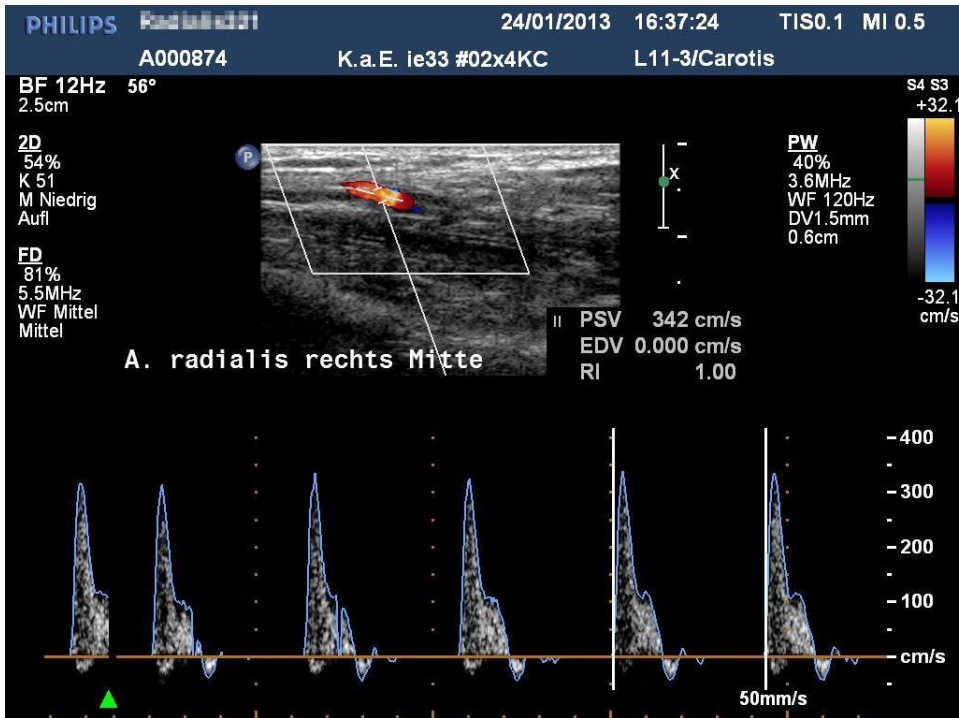 PHILIPS
24/01/2013 16:37:24 TIS0.1 MI 0.5
A000874 K.a.E. ie33 #02x4KC L11-3/Carotis
BF 12Hz 56°
2.5cm
2D
54%
K 51
M Niedrig
Aufl
FD
81%
5.5MHz
WF Mittel
Mittel
P
x
PW
40%
3.6MHz
WF 120Hz
DV1.5mm
0.6cm
S4 S3
+32.1
-32.1
cm/s
II PSV 342 cm/s
EDV 0.000 cm/s
RI 1.00
A. radialis rechts Mitte
400
300
200
100
cm/s
50mm/s